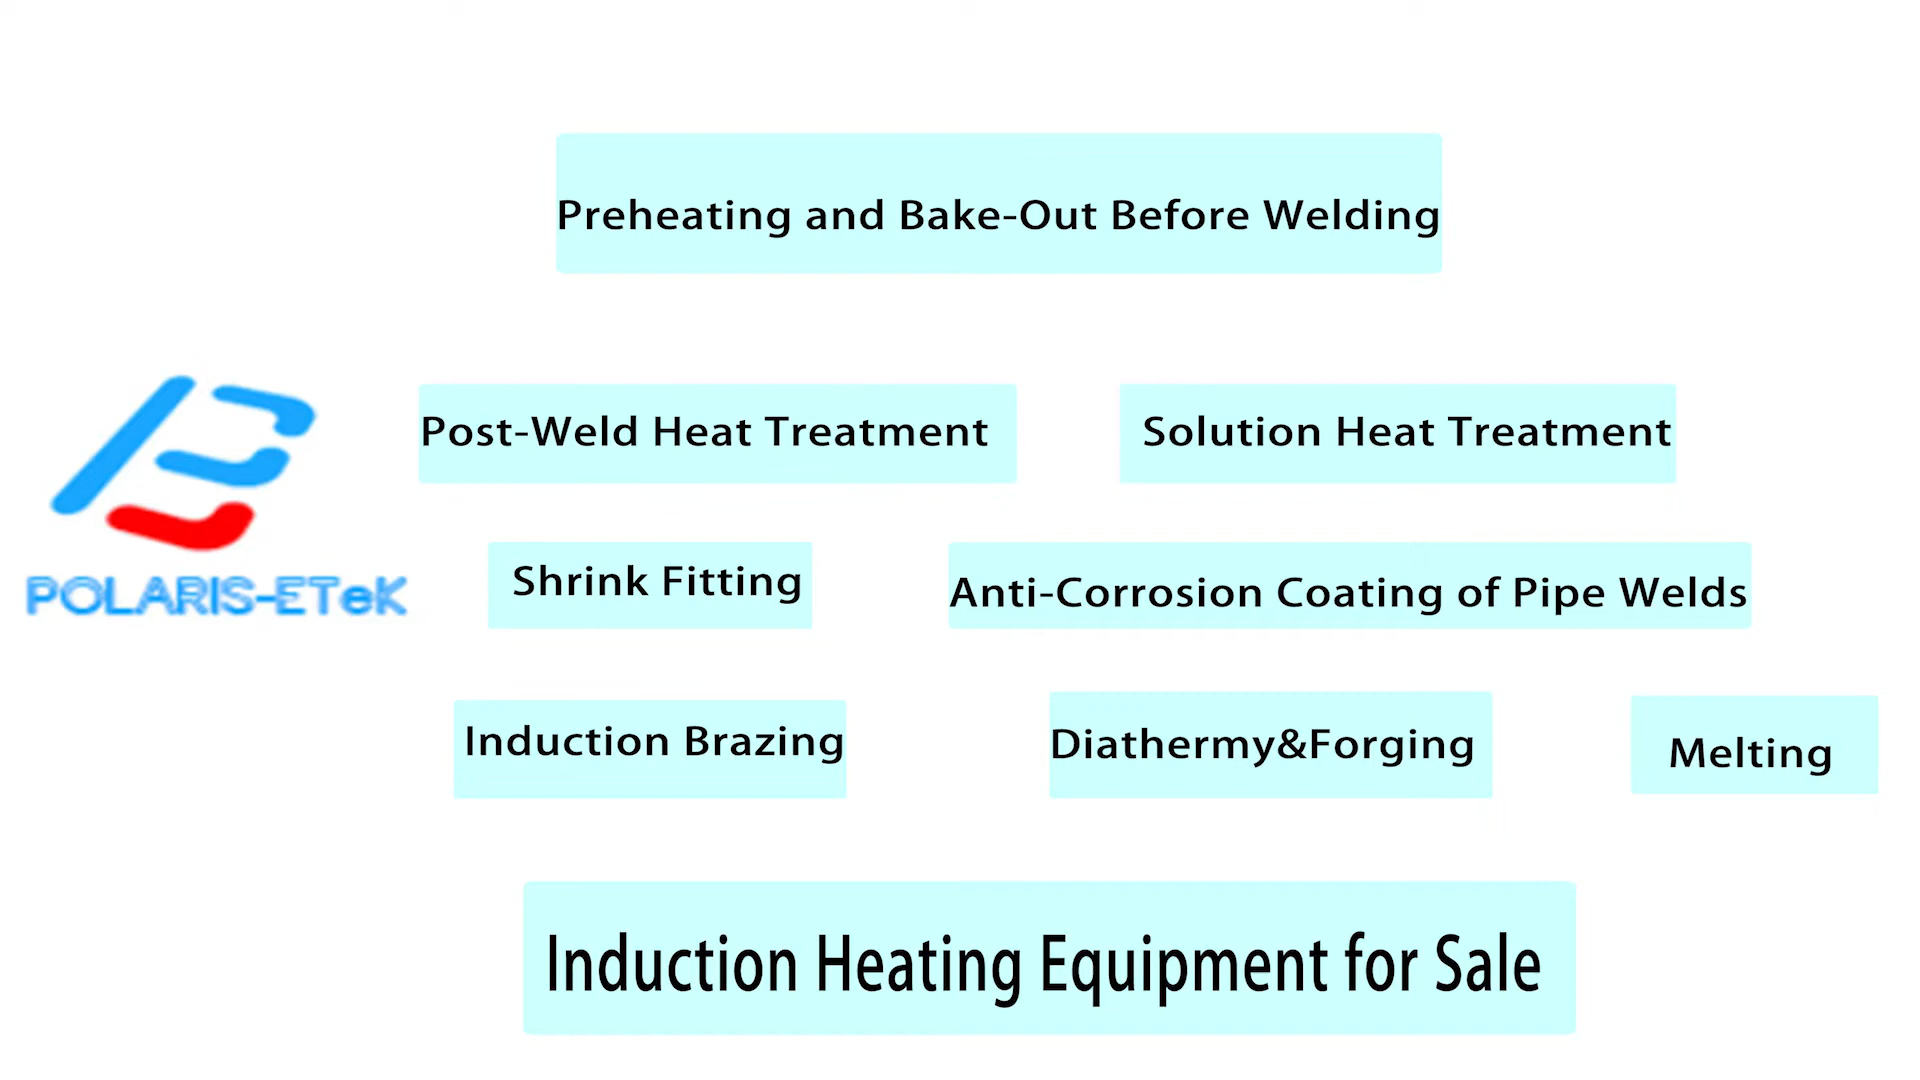 Preheating and Bake-Out Before Welding
Post-Weld Heat Treatment
Solution Heat Treatment
POLARIS-ETeK
Shrink Fitting
Anti-Corrosion Coating of Pipe Welds
Induction Brazing
Diathermy&Forging
Melting
Induction Heating Equipment for Sale